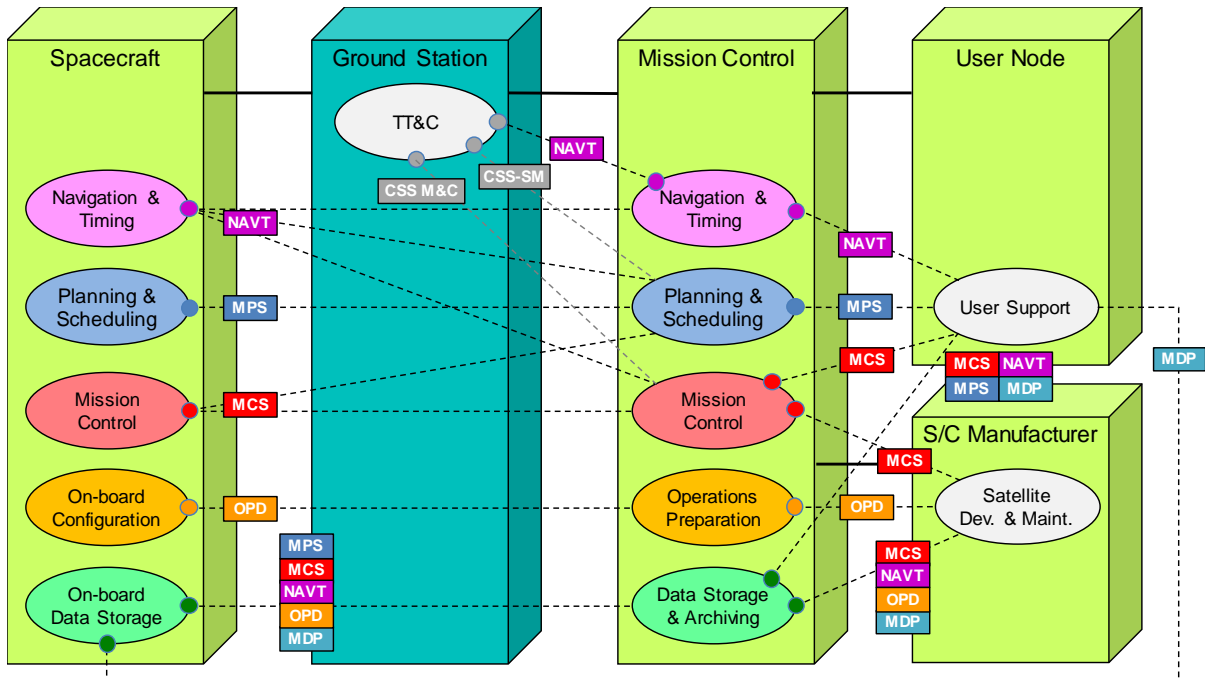 Spacecraft
Ground Station
Mission Control
User Node
TT&C
NAVT
CSS-SM
CSS M&C
Navigation &
Timing
NAVT
Navigation &
Timing
NAVT
Planning &
Scheduling
MPS
Planning &
Scheduling
MPS
User Support
MDP
MCS
MCS NAVT
MPS MDP
Mission
Control
MCS
Mission
Control
S/C Manufacturer
MCS
On-board
Configuration
OPD
Operations
Preparation
OPD
Satellite
Dev. & Maint.
MPS
MCS
NAVT
OPD
MDP
MCS
NAVT
OPD
MDP
On-board
Data Storage
Data Storage
& Archiving